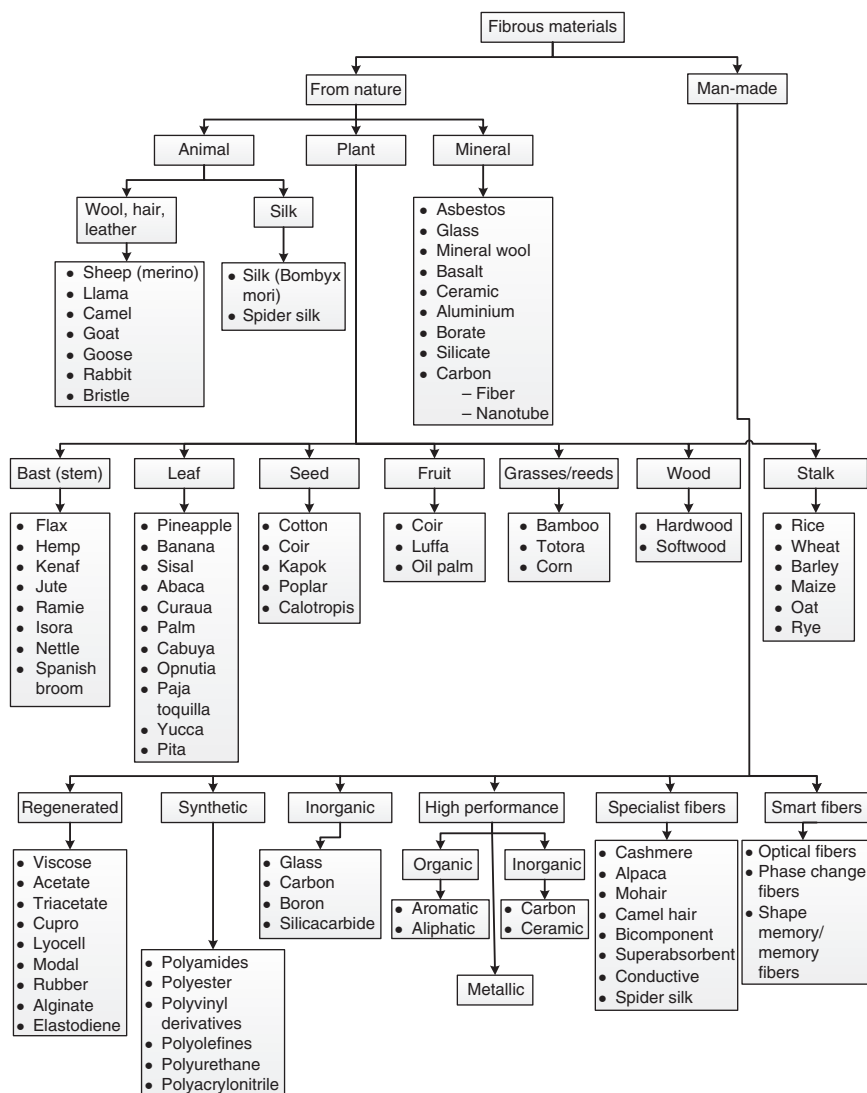 Fibrous materials
From nature
Man-made
Animal
Plant
Mineral
Wool, hair,
leather
Silk
• Sheep (merino)
• Llama
• Camel
• Goat
• Goose
• Rabbit
• Bristle
• Silk (Bombyx
mori)
• Spider silk
• Asbestos
• Glass
• Mineral wool
• Basalt
• Ceramic
• Aluminium
• Borate
• Silicate
• Carbon
– Fiber
– Nanotube
Bast (stem)
• Flax
• Hemp
• Kenaf
• Jute
• Ramie
• Isora
• Nettle
• Spanish
broom
Leaf
• Pineapple
• Banana
• Sisal
• Abaca
• Curaua
• Palm
• Cabuya
• Opnutia
• Paja
toquilla
• Yucca
• Pita
Seed
• Cotton
• Coir
• Kapok
• Poplar
• Calotropis
Fruit
• Coir
• Luffa
• Oil palm
Grasses/reeds
• Bamboo
• Totora
• Corn
Wood
• Hardwood
• Softwood
Stalk
• Rice
• Wheat
• Barley
• Maize
• Oat
• Rye
Regenerated
• Viscose
• Acetate
• Triacetate
• Cupro
• Lyocell
• Modal
• Rubber
• Alginate
• Elastodiene
Synthetic
• Polyamides
• Polyester
• Polyvinyl
derivatives
• Polyolefines
• Polyurethane
• Polyacrylonitrile
Inorganic
• Glass
• Carbon
• Boron
• Silicacarbide
High performance
Organic
• Aromatic
• Aliphatic
Inorganic
• Carbon
• Ceramic
Metallic
Specialist fibers
• Cashmere
• Alpaca
• Mohair
• Camel hair
• Bicomponent
• Superabsorbent
• Conductive
• Spider silk
Smart fibers
• Optical fibers
• Phase change
fibers
• Shape
memory/
memory
fibers